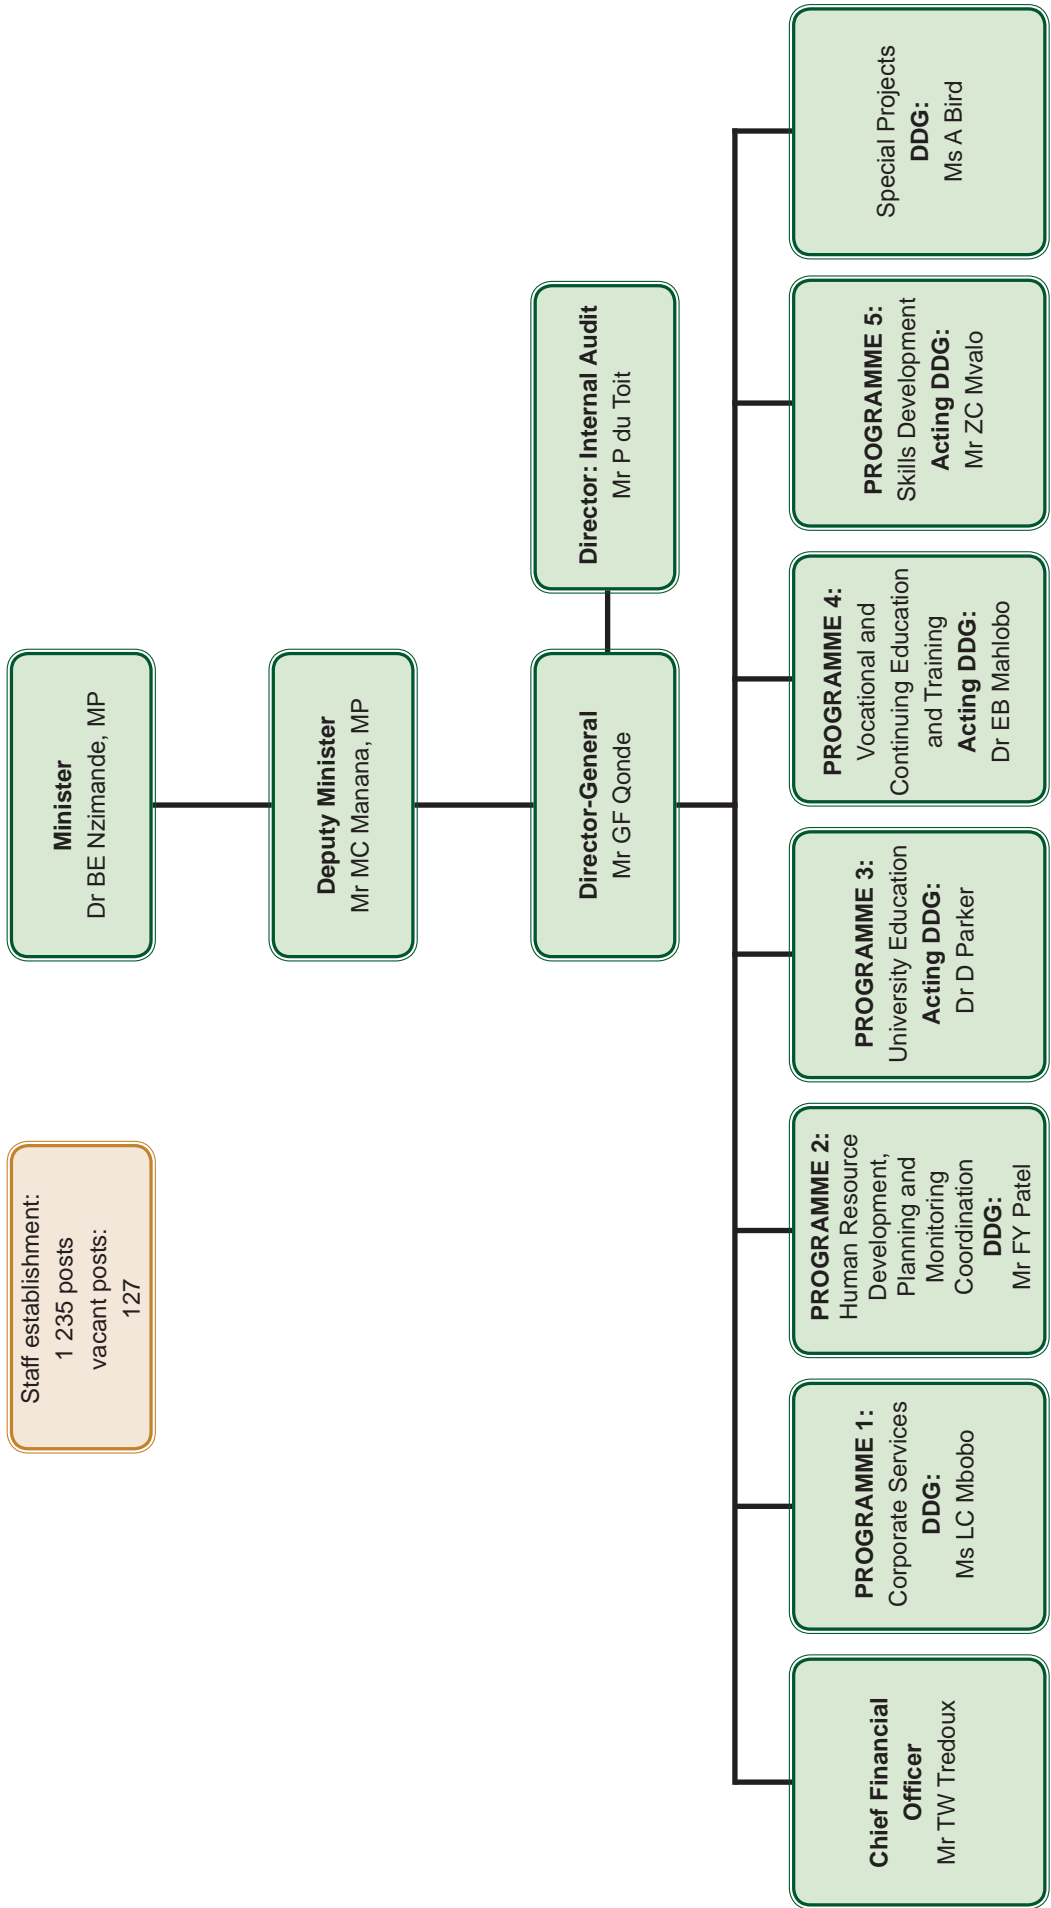 Staff establishment:
1 235 posts
vacant posts:
127
Minister
Dr BE Nzimande, MP
Deputy Minister
Mr MC Manana, MP
Director-General
Mr GF Qonde
Director: Internal Audit
Mr P du Toit
Chief Financial
Officer
Mr TW Tredoux
PROGRAMME 1:
Corporate Services
DDG:
Ms LC Mbobo
PROGRAMME 2:
Human Resource
Development,
Planning and
Monitoring
Coordination
DDG:
Mr FY Patel
PROGRAMME 3:
University Education
Acting DDG:
Dr D Parker
PROGRAMME 4:
Vocational and
Continuing Education
and Training
Acting DDG:
Dr EB Mahlobo
PROGRAMME 5:
Skills Development
Acting DDG:
Mr ZC Mvalo
Special Projects
DDG:
Ms A Bird